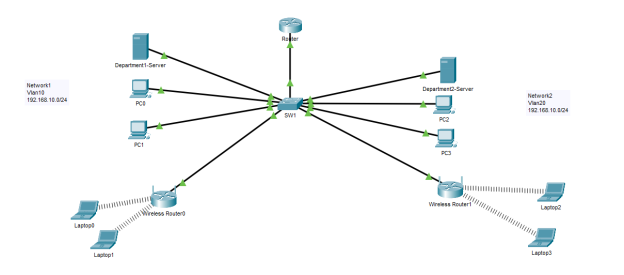 Router
Department1-Server
Department2-Server
Network1
Vlan10
192.168.10.0/24
Network2
Vlan20
192.168.10.0/24
PC0
PC2
SW1
PC1
PC3
Wireless Router0
Wireless Router1
Laptop0
Laptop2
Laptop1
Laptop3